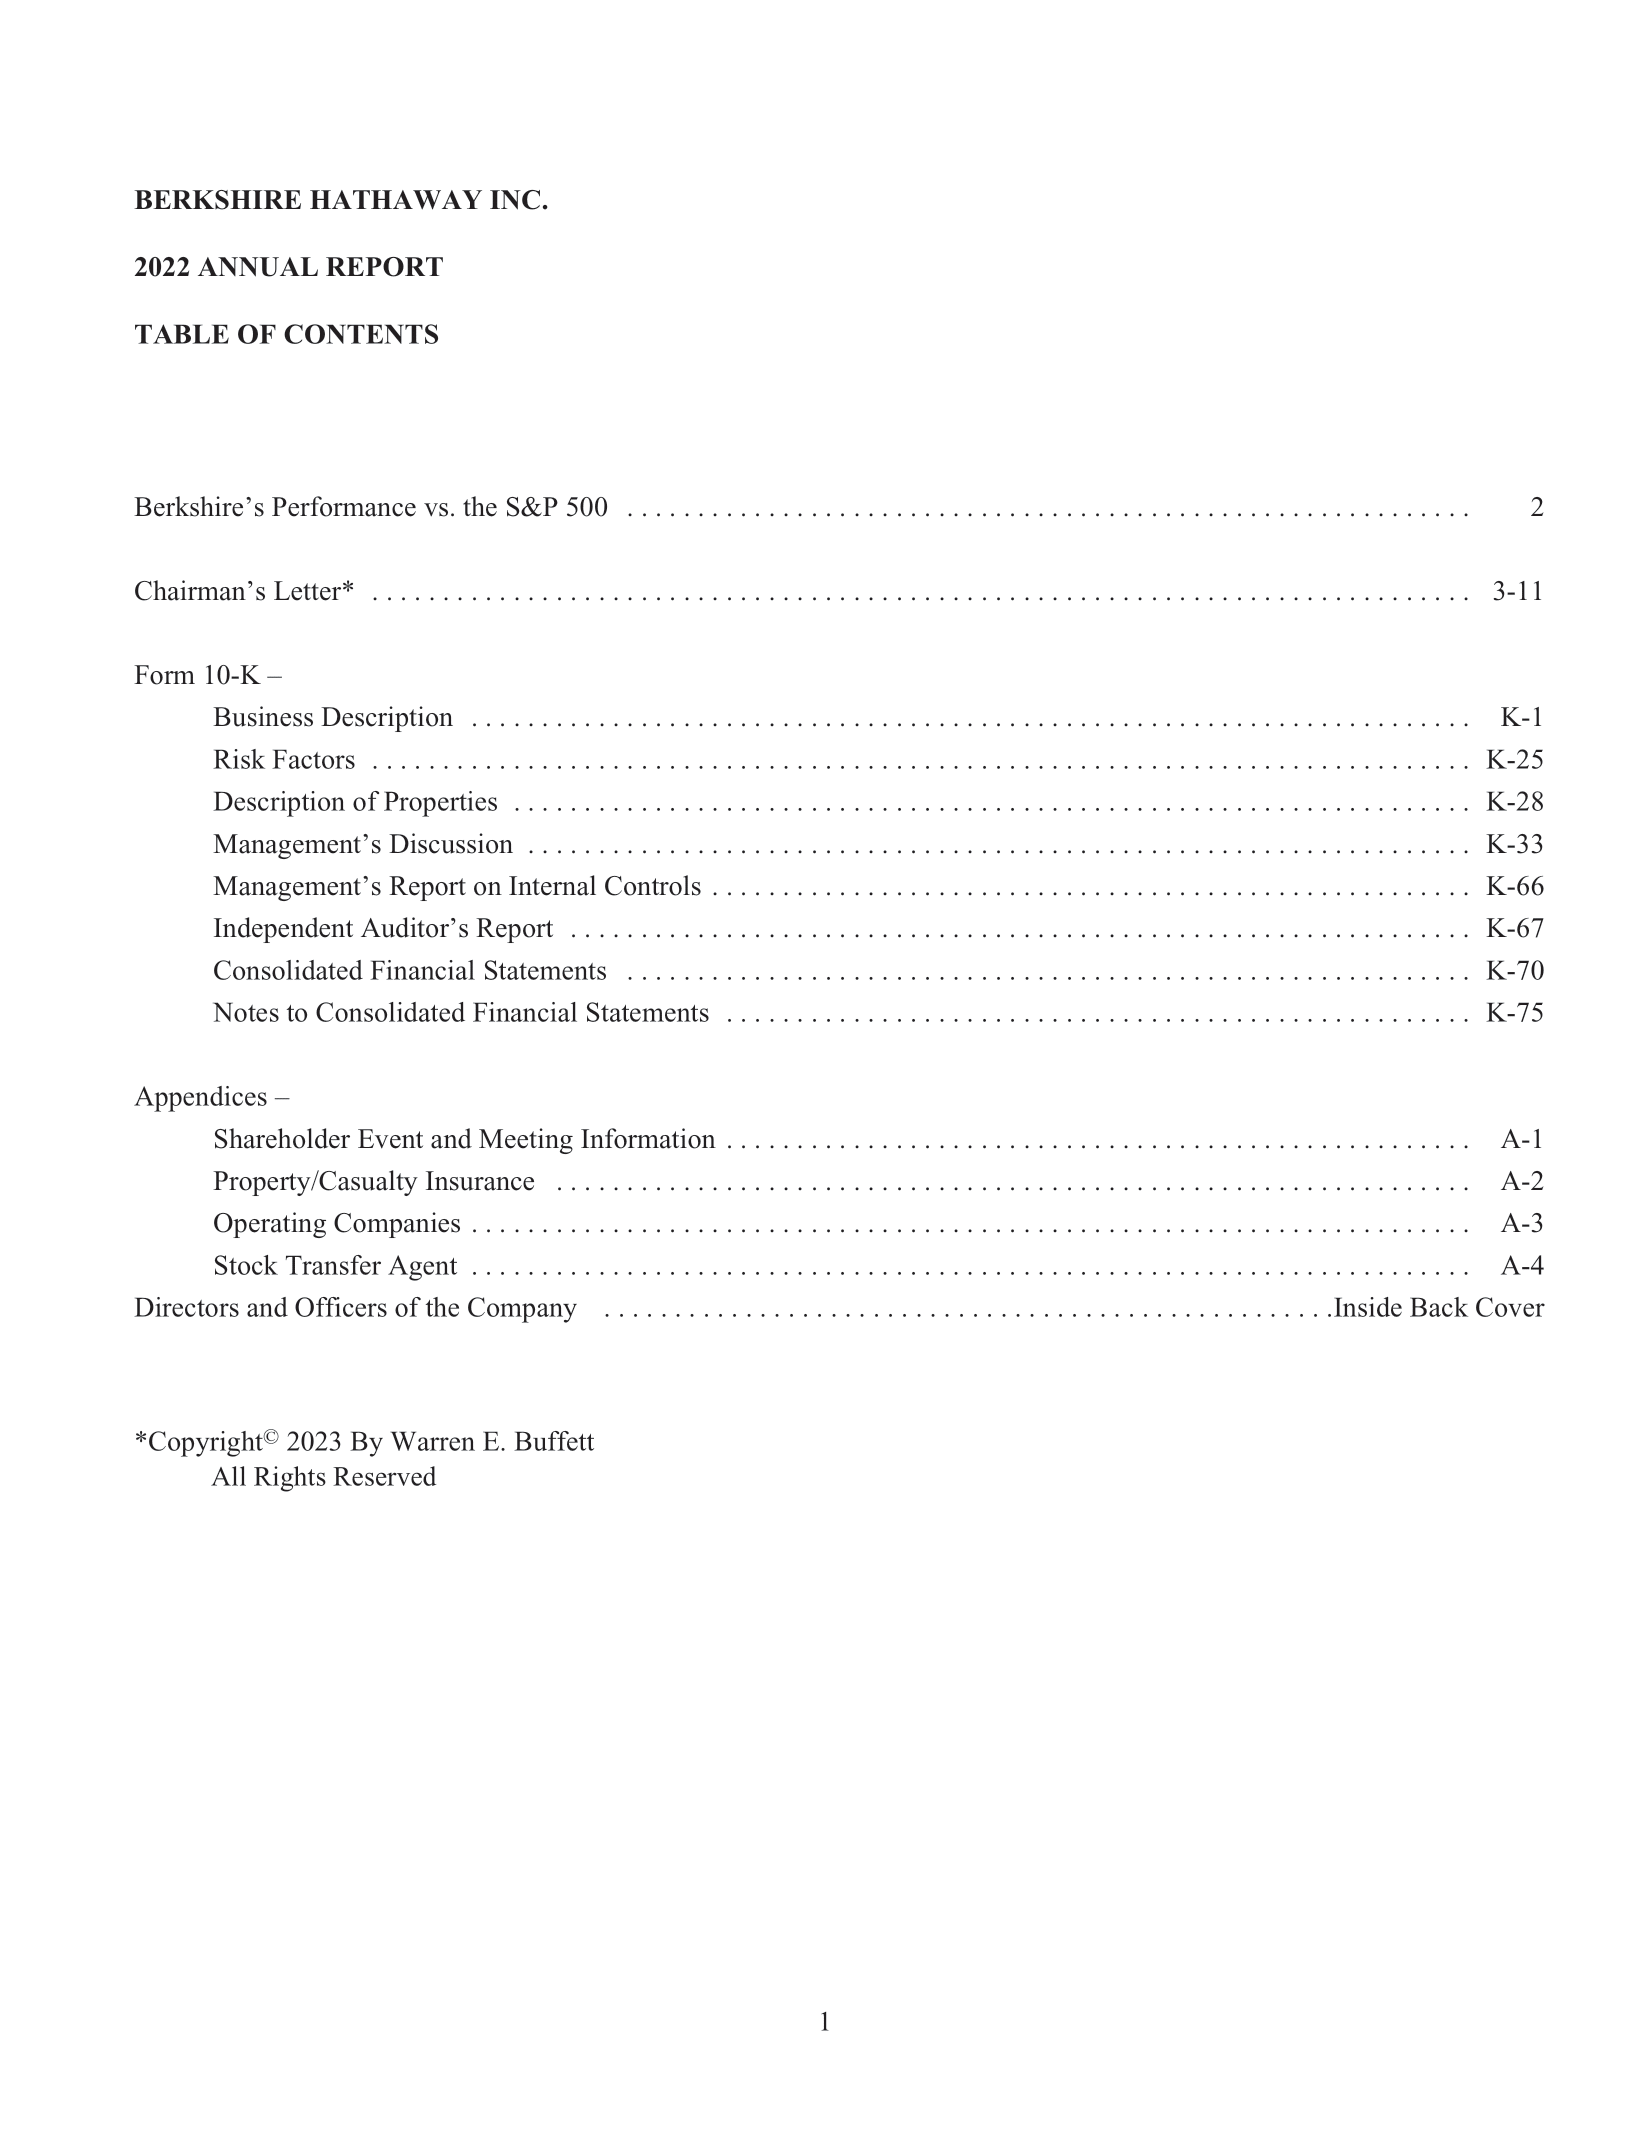 BERKSHIRE HATHAWAY INC.
2022 ANNUAL REPORT
TABLE OF CONTENTS
Berkshire’s Performance vs. the S&P 500 . . . . . . . . . . . . . . . . . . . . . . . . . . . . . . . . . . . . . . . . 2
Chairman’s Letter* . . . . . . . . . . . . . . . . . . . . . . . . . . . . . . . . . . . . . . . . 3-11
Form 10-K –
Business Description . . . . . . . . . . . . . . . . . . . . . . . . . . . . . . . . . . . . . . . . K-1
Risk Factors . . . . . . . . . . . . . . . . . . . . . . . . . . . . . . . . . . . . . . . . K-25
Description of Properties . . . . . . . . . . . . . . . . . . . . . . . . . . . . . . . . . . . . . . . . K-28
Management’s Discussion . . . . . . . . . . . . . . . . . . . . . . . . . . . . . . . . . . . . . . . . K-33
Management’s Report on Internal Controls . . . . . . . . . . . . . . . . . . . . . . . . . . . . . . . . . . . . . . . . K-66
Independent Auditor’s Report . . . . . . . . . . . . . . . . . . . . . . . . . . . . . . . . . . . . . . . . K-67
Consolidated Financial Statements . . . . . . . . . . . . . . . . . . . . . . . . . . . . . . . . . . . . . . . . K-70
Notes to Consolidated Financial Statements . . . . . . . . . . . . . . . . . . . . . . . . . . . . . . . . . . . . . . . . K-75
Appendices –
Shareholder Event and Meeting Information . . . . . . . . . . . . . . . . . . . . . . . . . . . . . . . . . . . . . . . . A-1
Property/Casualty Insurance . . . . . . . . . . . . . . . . . . . . . . . . . . . . . . . . . . . . . . . . A-2
Operating Companies . . . . . . . . . . . . . . . . . . . . . . . . . . . . . . . . . . . . . . . . A-3
Stock Transfer Agent . . . . . . . . . . . . . . . . . . . . . . . . . . . . . . . . . . . . . . . . A-4
Directors and Officers of the Company . . . . . . . . . . . . . . . . . . . . . . . . . . . . . . . . . . . . . . . .Inside Back Cover
*Copyright© 2023 By Warren E. Buffett
All Rights Reserved
1